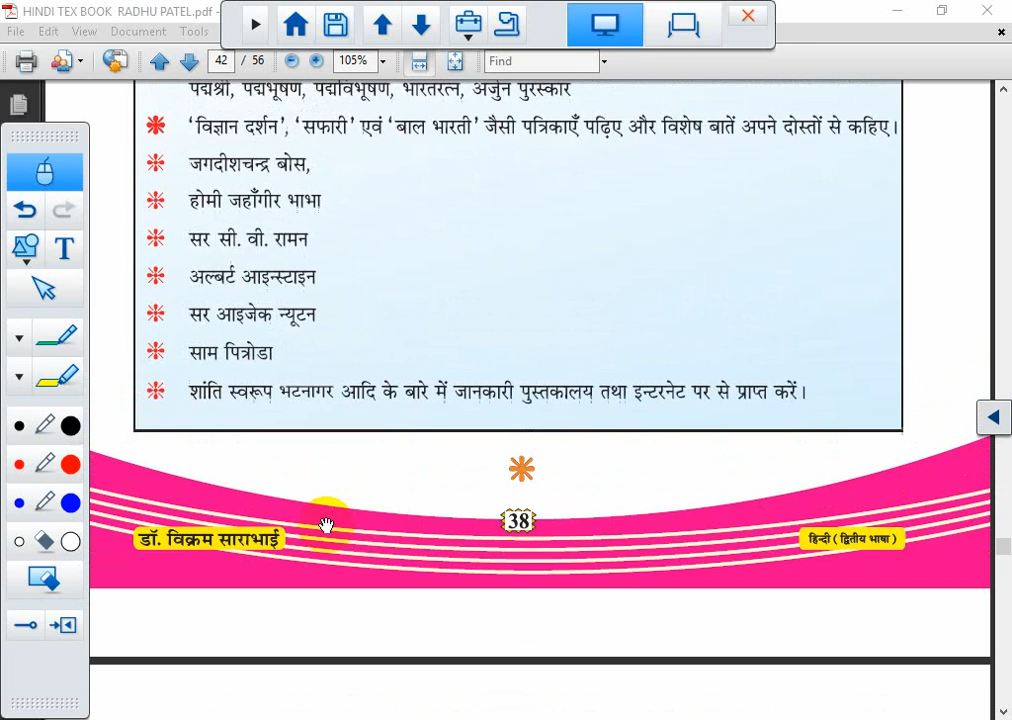 HINDI TEX BOOK RADHU PATEL.pdf -
File Edit View Document Tools
42 / 56 105% Find
पद्मश्री, पद्मभूषण, पद्मविभूषण, भारतरत्न, अर्जुन पुरस्कार
'विज्ञान दर्शन', 'सफारी' एवं 'बाल भारती' जैसी पत्रिकाएँ पढ़िए और विशेष बातें अपने दोस्तों से कहिए।
जगदीशचन्द्र बोस,
होमी जहाँगीर भाभा
सर सी. वी. रामन
अल्बर्ट आइन्स्टाइन
सर आइजेक न्यूटन
साम पित्रोडा
शांति स्वरूप भटनागर आदि के बारे में जानकारी पुस्तकालय तथा इन्टरनेट पर से प्राप्त करें।
38
डॉ. विक्रम साराभाई हिन्दी ( द्वितीय भाषा )
T